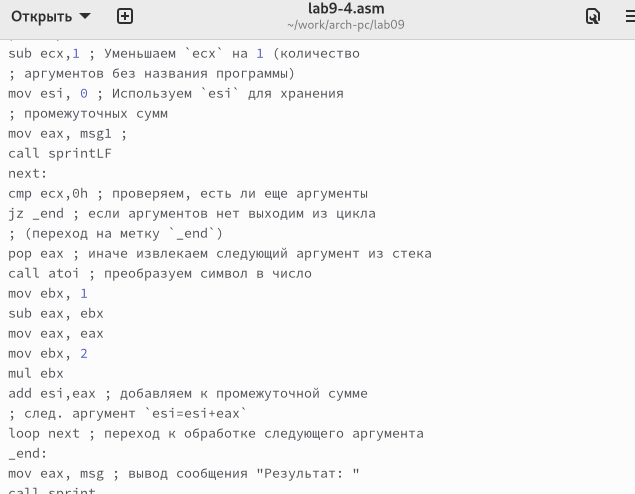 Открыть
lab9-4.asm
~/work/arch-pc/lab09
sub ecx,1 ; Уменьшаем `ecx` на 1 (количество
; аргументов без названия программы)
mov esi, 0 ; Используем `esi` для хранения
; промежуточных сумм
mov eax, msg1 ;
call sprintLF
next:
cmp ecx,0h ; проверяем, есть ли еще аргументы
jz _end ; если аргументов нет выходим из цикла
; (переход на метку `_end`)
pop eax ; иначе извлекаем следующий аргумент из стека
call atoi ; преобразуем символ в число
mov ebx, 1
sub eax, ebx
mov eax, eax
mov ebx, 2
mul ebx
add esi,eax ; добавляем к промежуточной сумме
; след. аргумент `esi=esi+eax`
loop next ; переход к обработке следующего аргумента
_end:
mov eax, msg ; вывод сообщения "Результат: "
call sprint